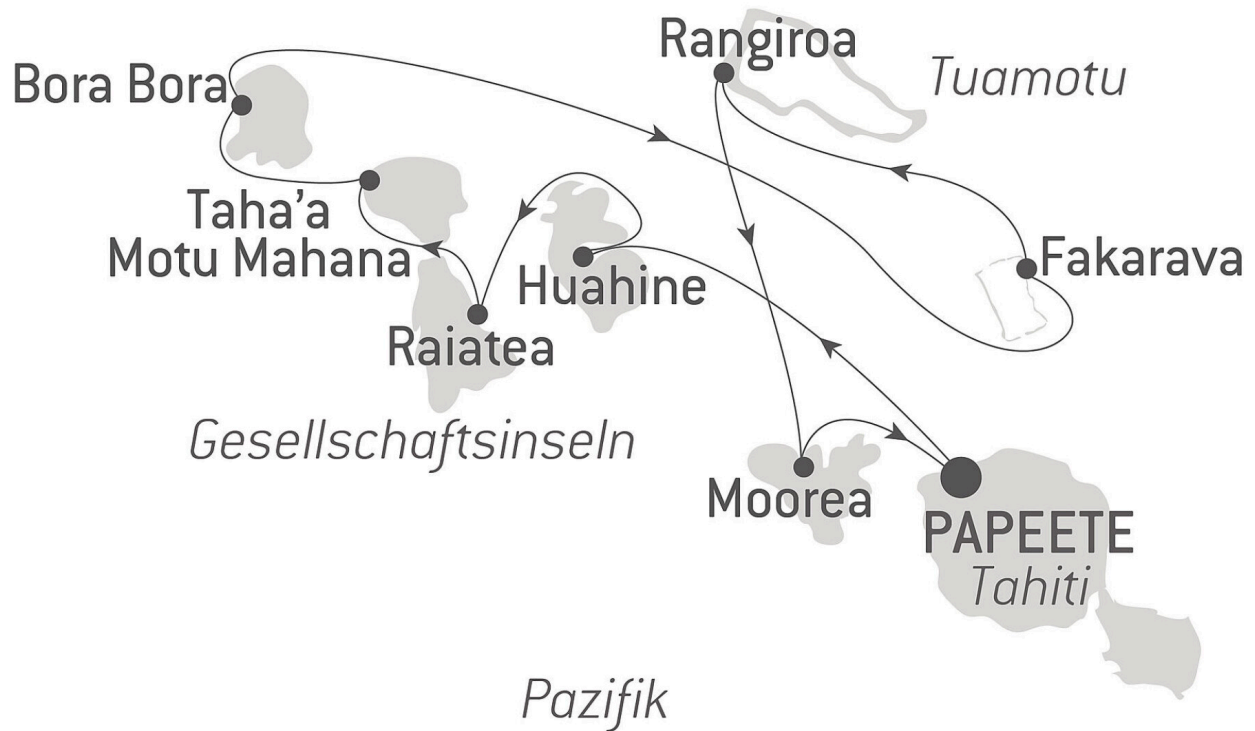 Rangiroa
Tuamotu
Bora Bora
Taha'a
Motu Mahana
Fakarava
Huahine
Raiatea
Gesellschaftsinseln
Moorea
PAPEETE
Tahiti
Pazifik